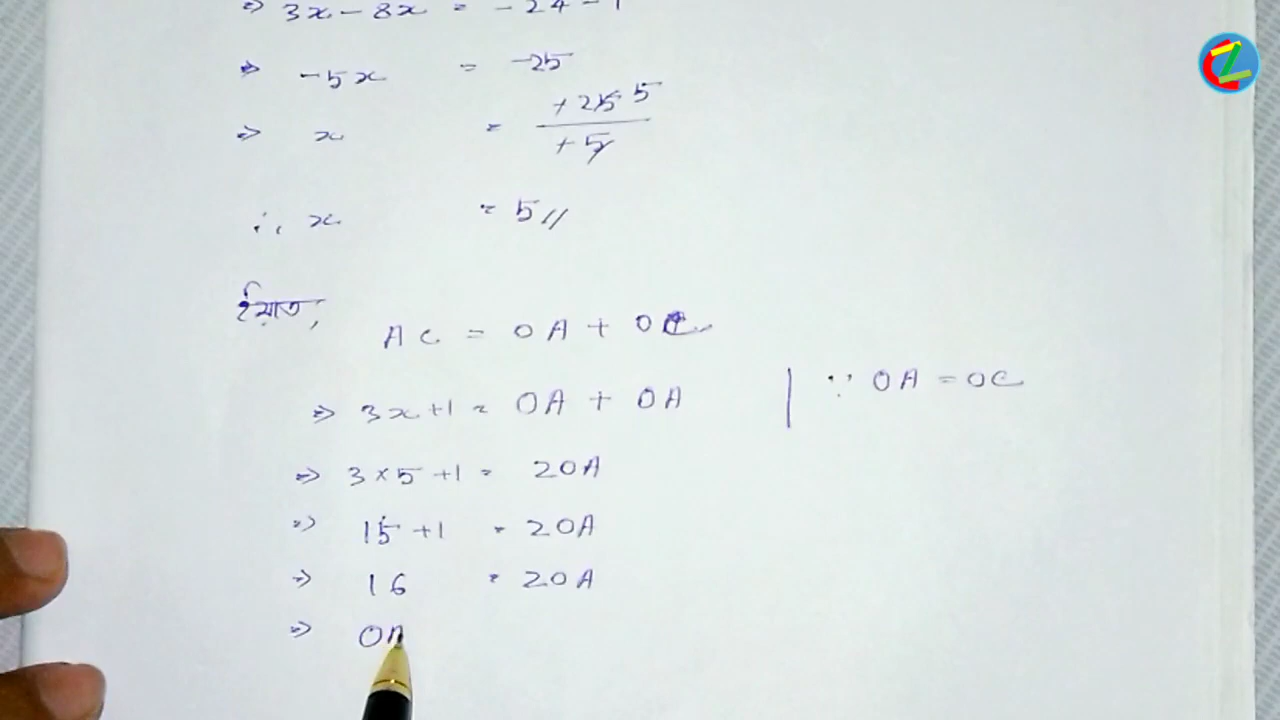 ⇒ 3x - 8x = - 24 - 1
⇒ -5x = -25
⇒ x = +25 5 / +5
∴ x = 5 //
ইয়াত,
AC = OA + OC
⇒ 3x+1 = OA + OA | ∵ OA = OC
⇒ 3×5+1 = 2OA
⇒ 15+1 = 2OA
⇒ 16 = 2OA
⇒ OA